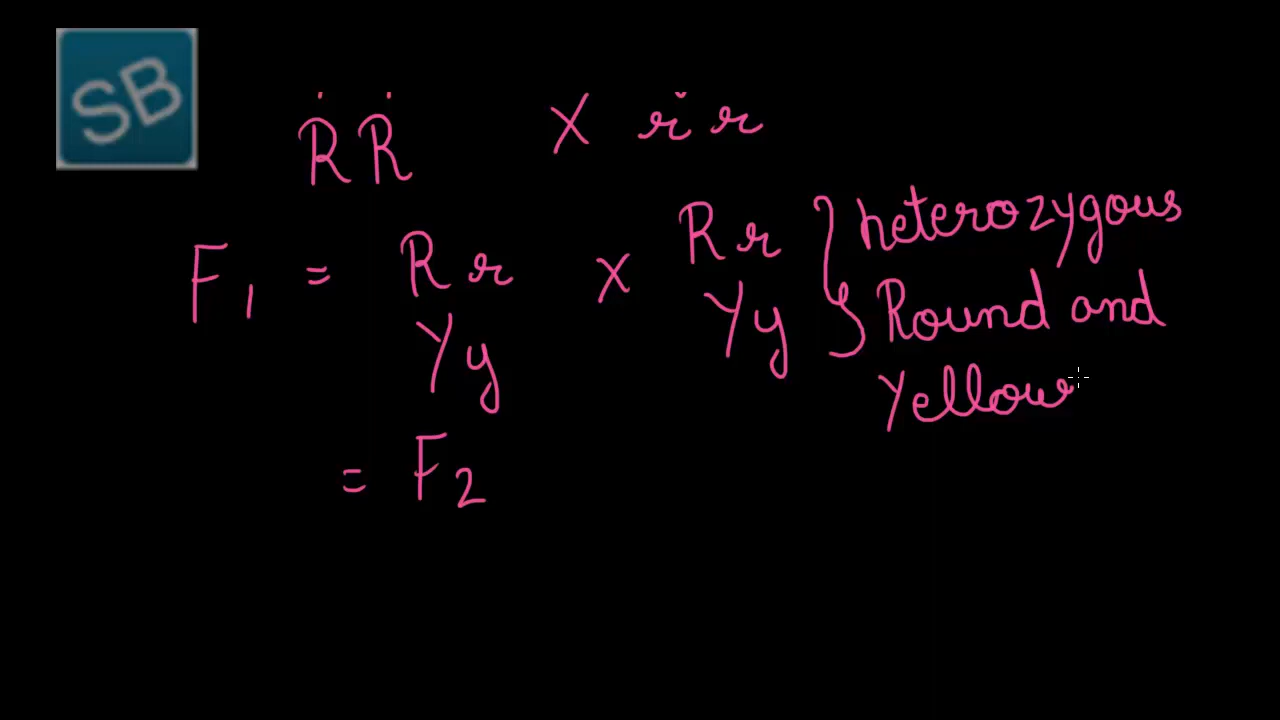 SB
RR X rr
F1 = Rr X Rr } heterozygous
Yy Yy Round and
Yellow
= F2